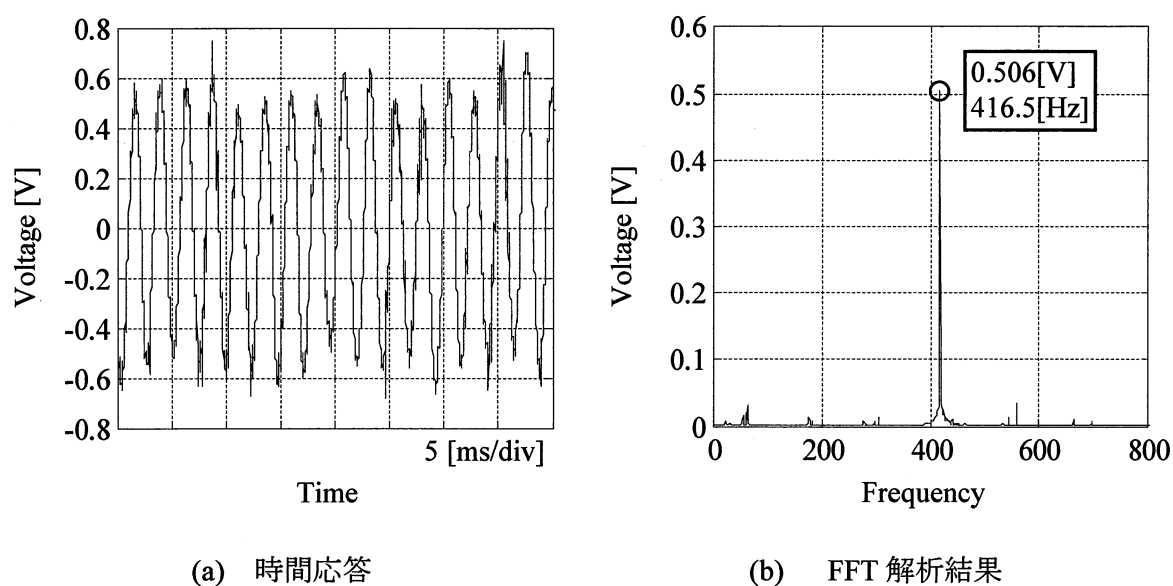 0.8
0.6
0.4
0.2
0
-0.2
-0.4
-0.6
-0.8
Voltage [V]
5 [ms/div]
Time
(a) 時間応答
0.6
0.5
0.4
0.3
0.2
0.1
0
Voltage [V]
0.506[V]
416.5[Hz]
0 200 400 600 800
Frequency
(b) FFT 解析結果